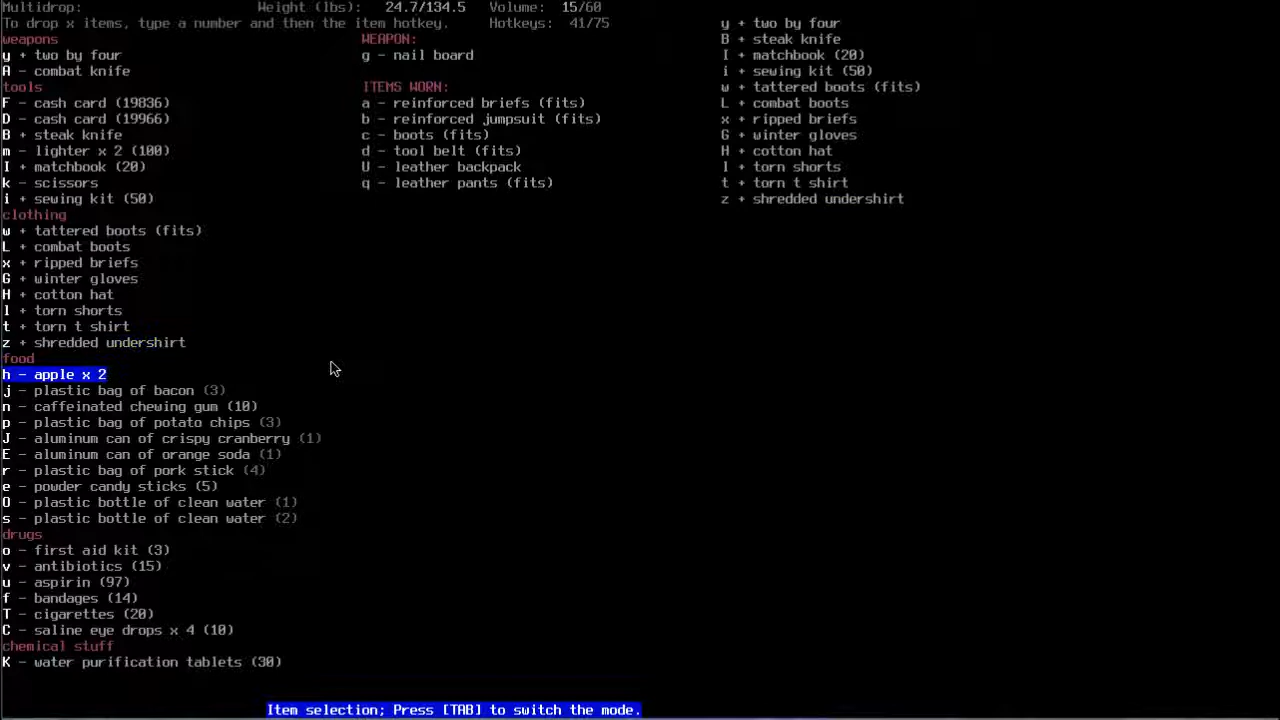 Multidrop: Weight (lbs): 24.7/134.5 Volume: 15/60
To drop x items, type a number and then the item hotkey. Hotkeys: 41/75
weapons
y + two by four
A - combat knife
tools
F - cash card (19836)
D - cash card (19966)
B + steak knife
m - lighter x 2 (100)
I + matchbook (20)
k - scissors
i + sewing kit (50)
clothing
w + tattered boots (fits)
L + combat boots
x + ripped briefs
G + winter gloves
H + cotton hat
l + torn shorts
t + torn t shirt
z + shredded undershirt
food
h - apple x 2
j - plastic bag of bacon (3)
n - caffeinated chewing gum (10)
p - plastic bag of potato chips (3)
J - aluminum can of crispy cranberry (1)
E - aluminum can of orange soda (1)
r - plastic bag of pork stick (4)
e - powder candy sticks (5)
O - plastic bottle of clean water (1)
s - plastic bottle of clean water (2)
drugs
o - first aid kit (3)
v - antibiotics (15)
u - aspirin (97)
f - bandages (14)
T - cigarettes (20)
C - saline eye drops x 4 (10)
chemical stuff
K - water purification tablets (30)
WEAPON:
g - nail board
ITEMS WORN:
a - reinforced briefs (fits)
b - reinforced jumpsuit (fits)
c - boots (fits)
d - tool belt (fits)
U - leather backpack
q - leather pants (fits)
y + two by four
B + steak knife
I + matchbook (20)
i + sewing kit (50)
w + tattered boots (fits)
L + combat boots
x + ripped briefs
G + winter gloves
H + cotton hat
l + torn shorts
t + torn t shirt
z + shredded undershirt
Item selection; Press [TAB] to switch the mode.